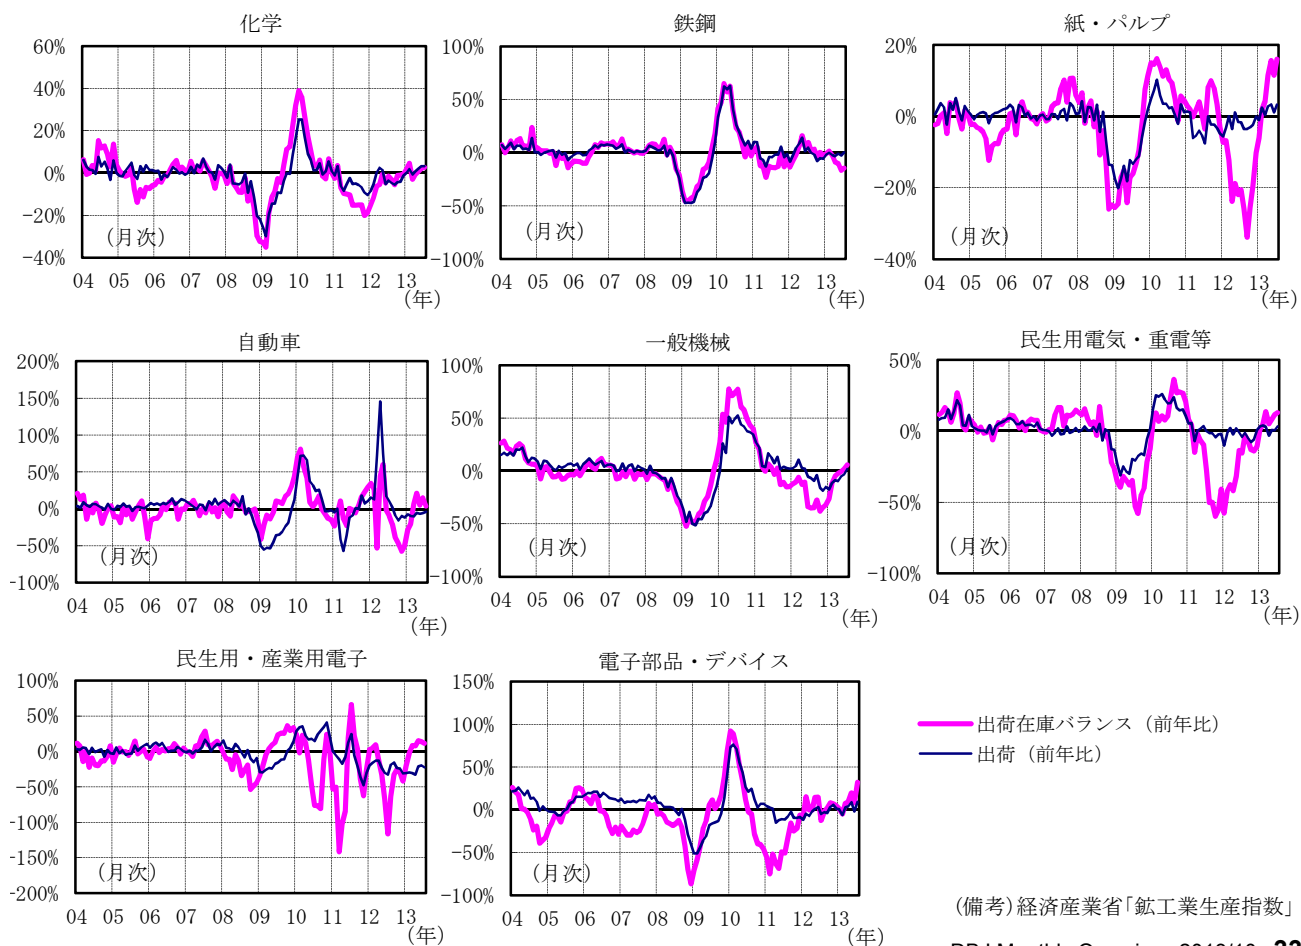 化学
60%
40%
20%
0%
−20%
−40%
(月次)
04 05 06 07 08 09 10 11 12 13
(年)
鉄鋼
100%
50%
0%
−50%
−100%
(月次)
04 05 06 07 08 09 10 11 12 13
紙・パルプ
20%
0%
−20%
−40%
(月次)
04 05 06 07 08 09 10 11 12 13
(年)
自動車
200%
150%
100%
50%
0%
-50%
-100%
(月次)
04 05 06 07 08 09 10 11 12 13
(年)
一般機械
100%
50%
0%
−50%
−100%
(月次)
04 05 06 07 08 09 10 11 12 13
(年)
民生用電気・重電等
50%
0%
−50%
−100%
(月次)
04 05 06 07 08 09 10 11 12 13
(年)
民生用・産業用電子
100%
50%
0%
-50%
-100%
-150%
-200%
(月次)
04 05 06 07 08 09 10 11 12 13
(年)
電子部品・デバイス
150%
100%
50%
0%
−50%
−100%
(月次)
04 05 06 07 08 09 10 11 12 13
(年)
出荷在庫バランス (前年比)
出荷 (前年比)
(備考)経済産業省「鉱工業生産指数」